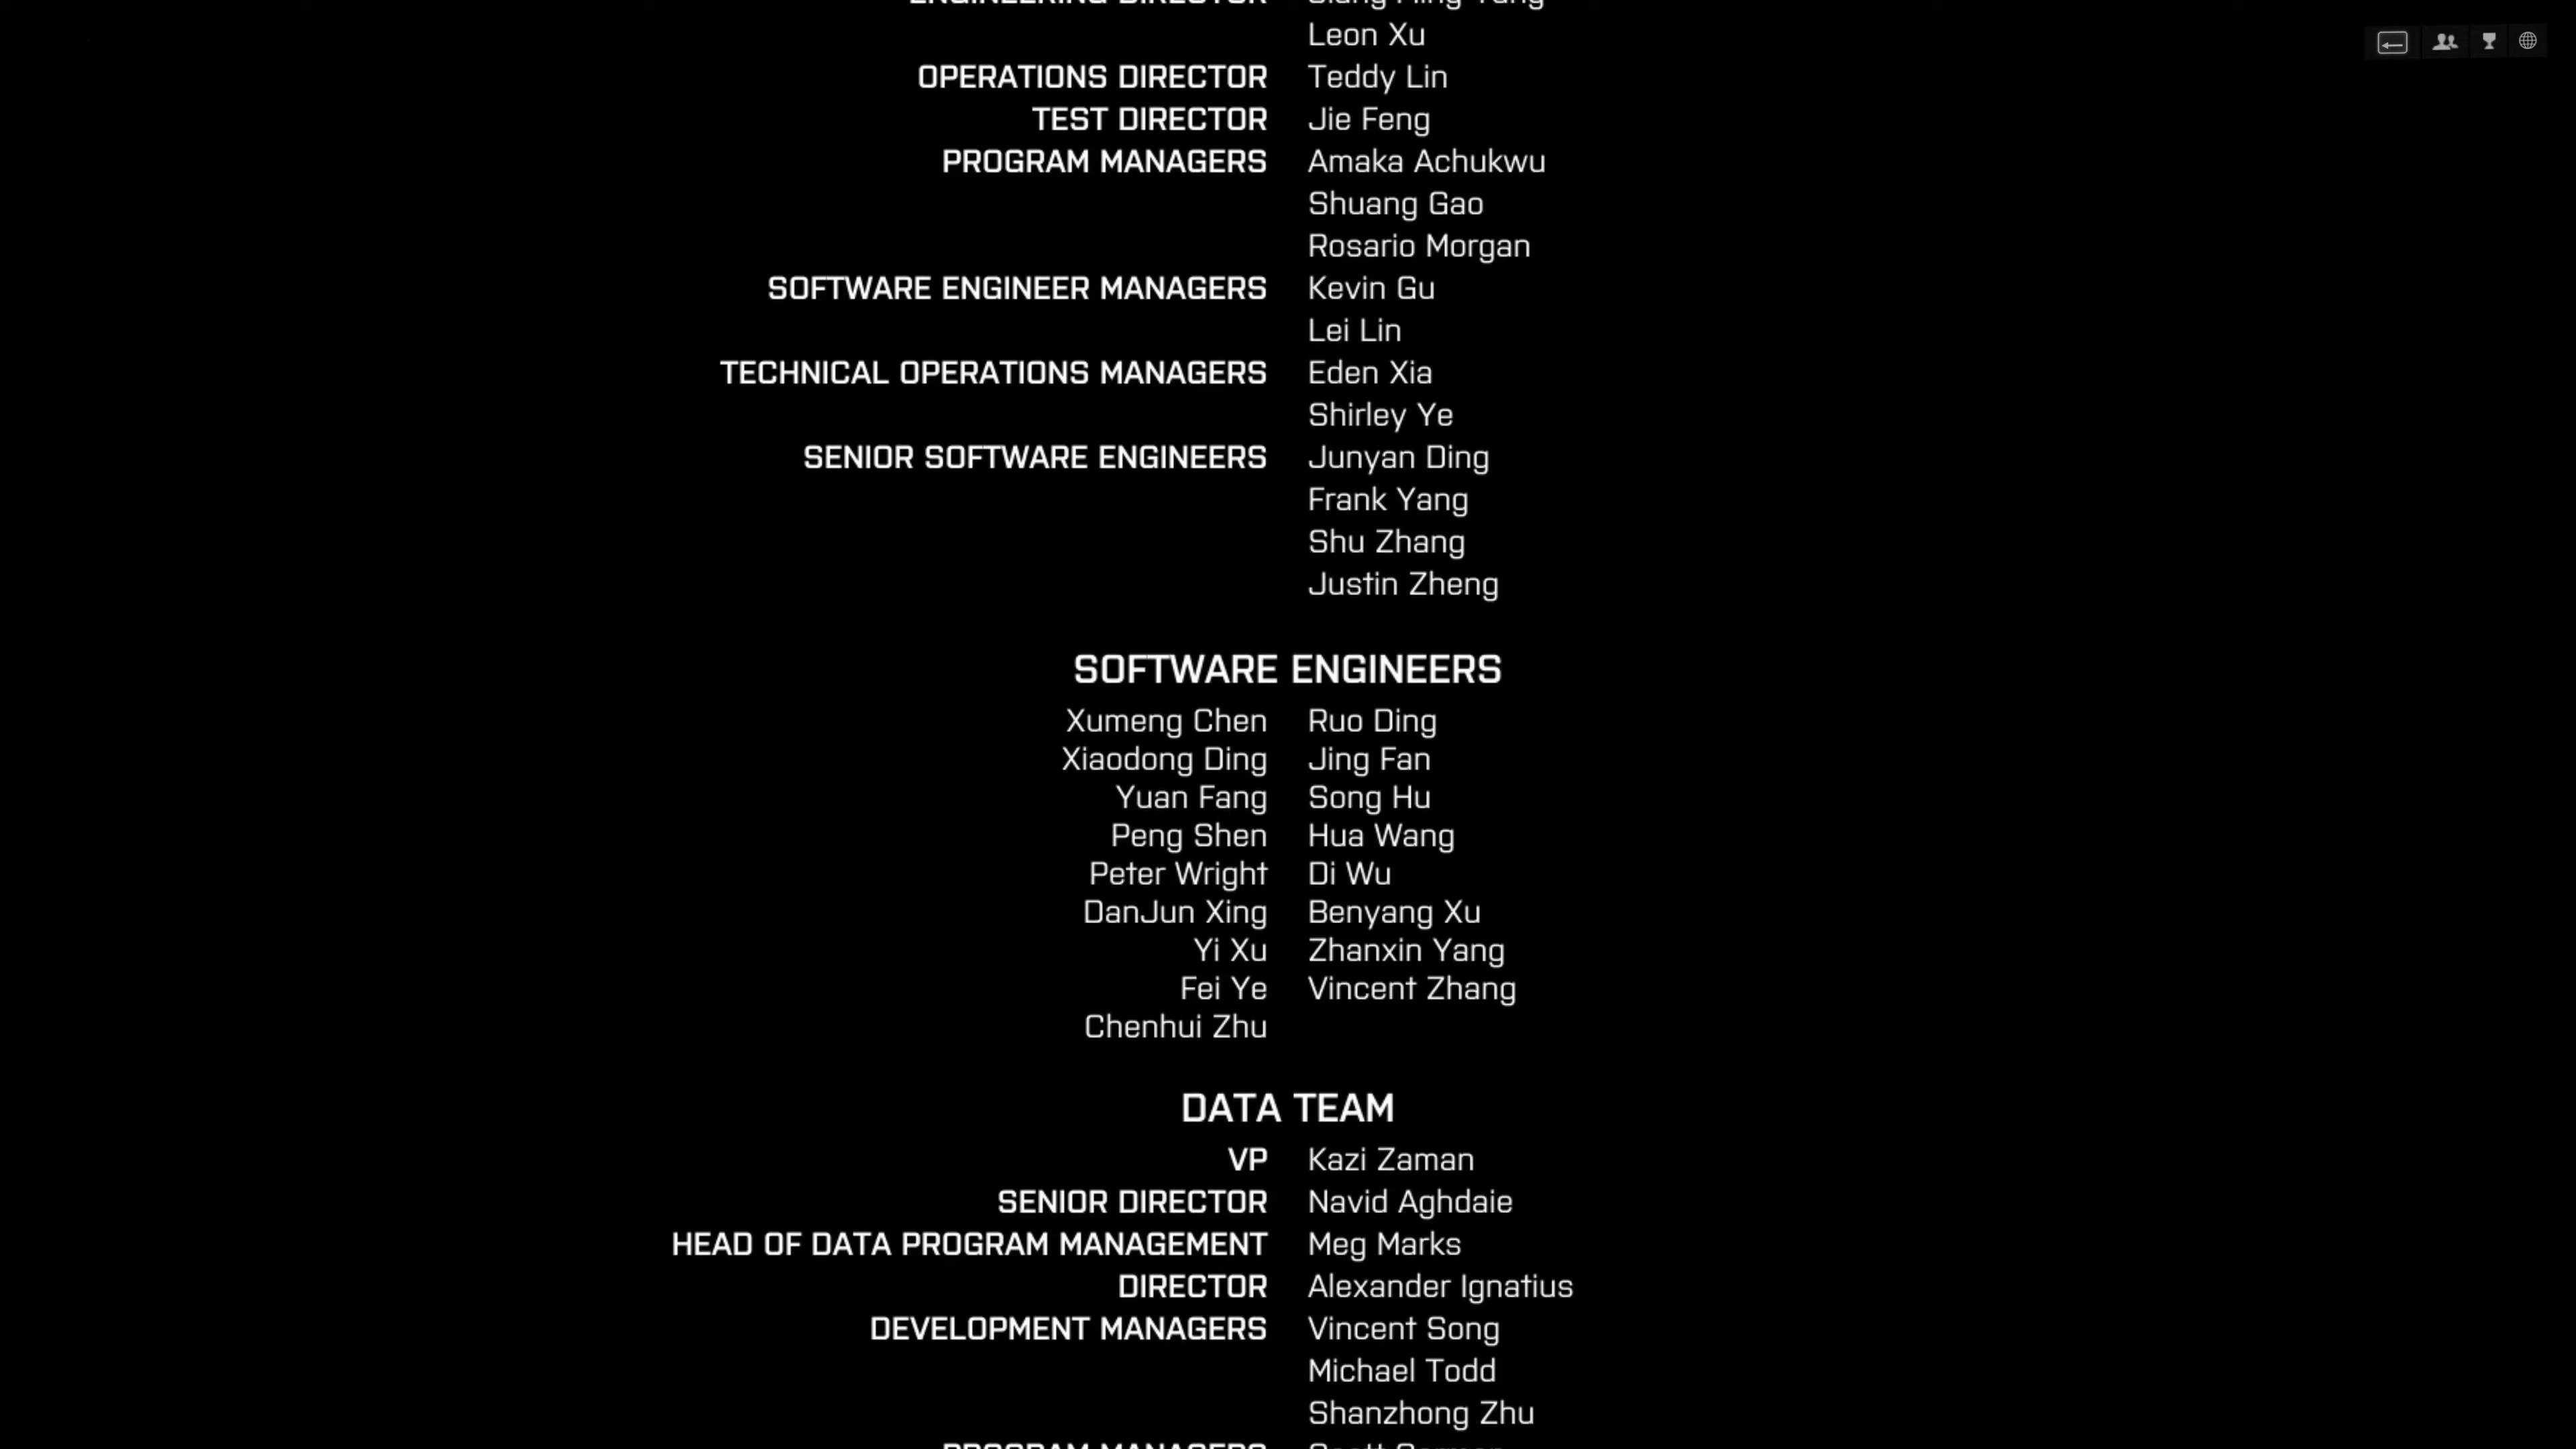 ENGINEERING DIRECTOR
Leon Xu
OPERATIONS DIRECTOR Teddy Lin
TEST DIRECTOR Jie Feng
PROGRAM MANAGERS Amaka Achukwu
Shuang Gao
Rosario Morgan
SOFTWARE ENGINEER MANAGERS Kevin Gu
Lei Lin
TECHNICAL OPERATIONS MANAGERS Eden Xia
Shirley Ye
SENIOR SOFTWARE ENGINEERS Junyan Ding
Frank Yang
Shu Zhang
Justin Zheng
SOFTWARE ENGINEERS
Xumeng Chen Ruo Ding
Xiaodong Ding Jing Fan
Yuan Fang Song Hu
Peng Shen Hua Wang
Peter Wright Di Wu
DanJun Xing Benyang Xu
Yi Xu Zhanxin Yang
Fei Ye Vincent Zhang
Chenhui Zhu
DATA TEAM
VP Kazi Zaman
SENIOR DIRECTOR Navid Aghdaie
HEAD OF DATA PROGRAM MANAGEMENT Meg Marks
DIRECTOR Alexander Ignatius
DEVELOPMENT MANAGERS Vincent Song
Michael Todd
Shanzhong Zhu
PROGRAM MANAGERS